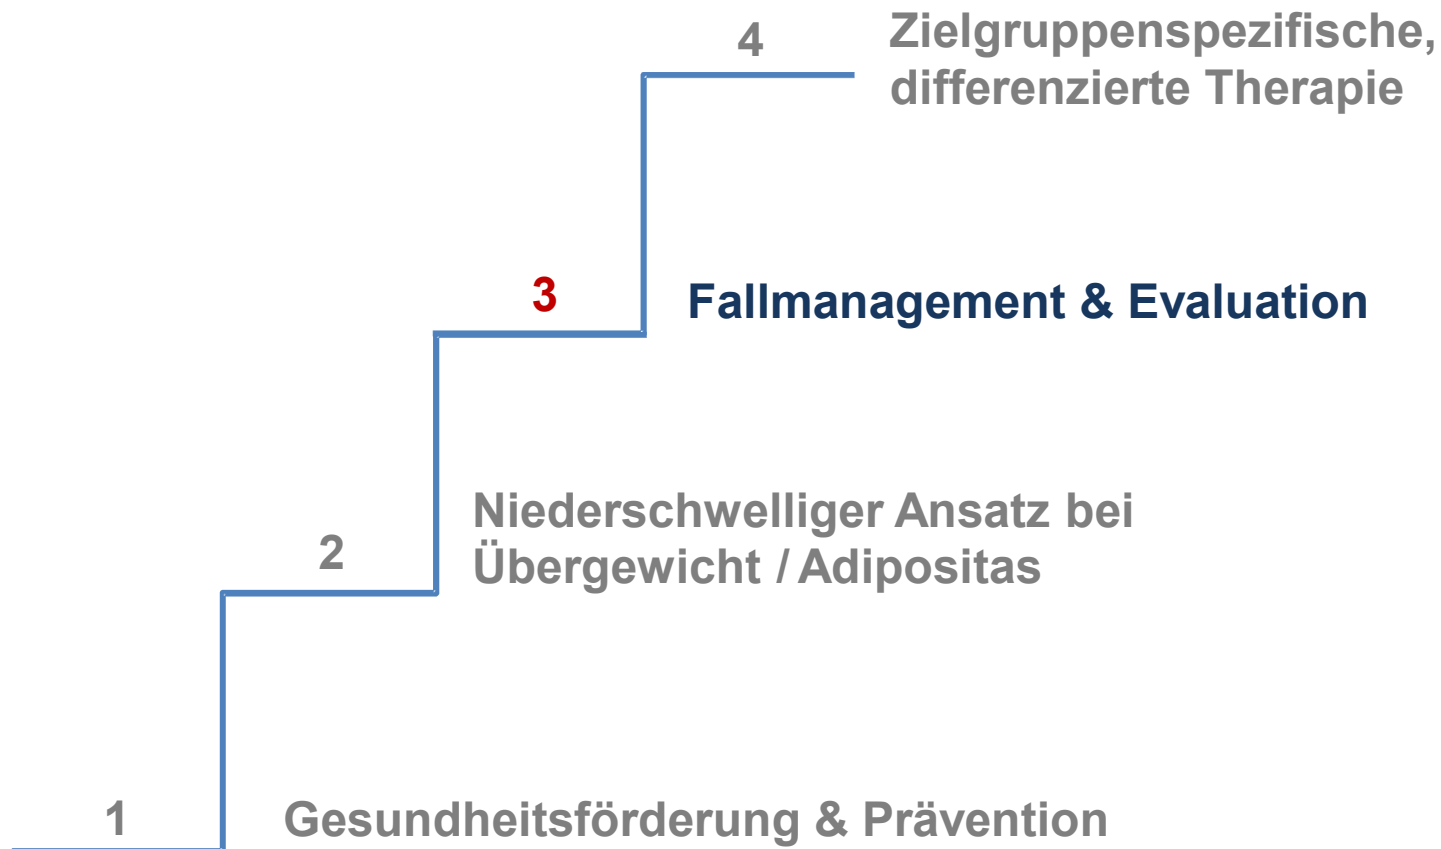 4
Zielgruppenspezifische,
differenzierte Therapie
3
Fallmanagement & Evaluation
2
Niederschwelliger Ansatz bei
Übergewicht / Adipositas
1
Gesundheitsförderung & Prävention